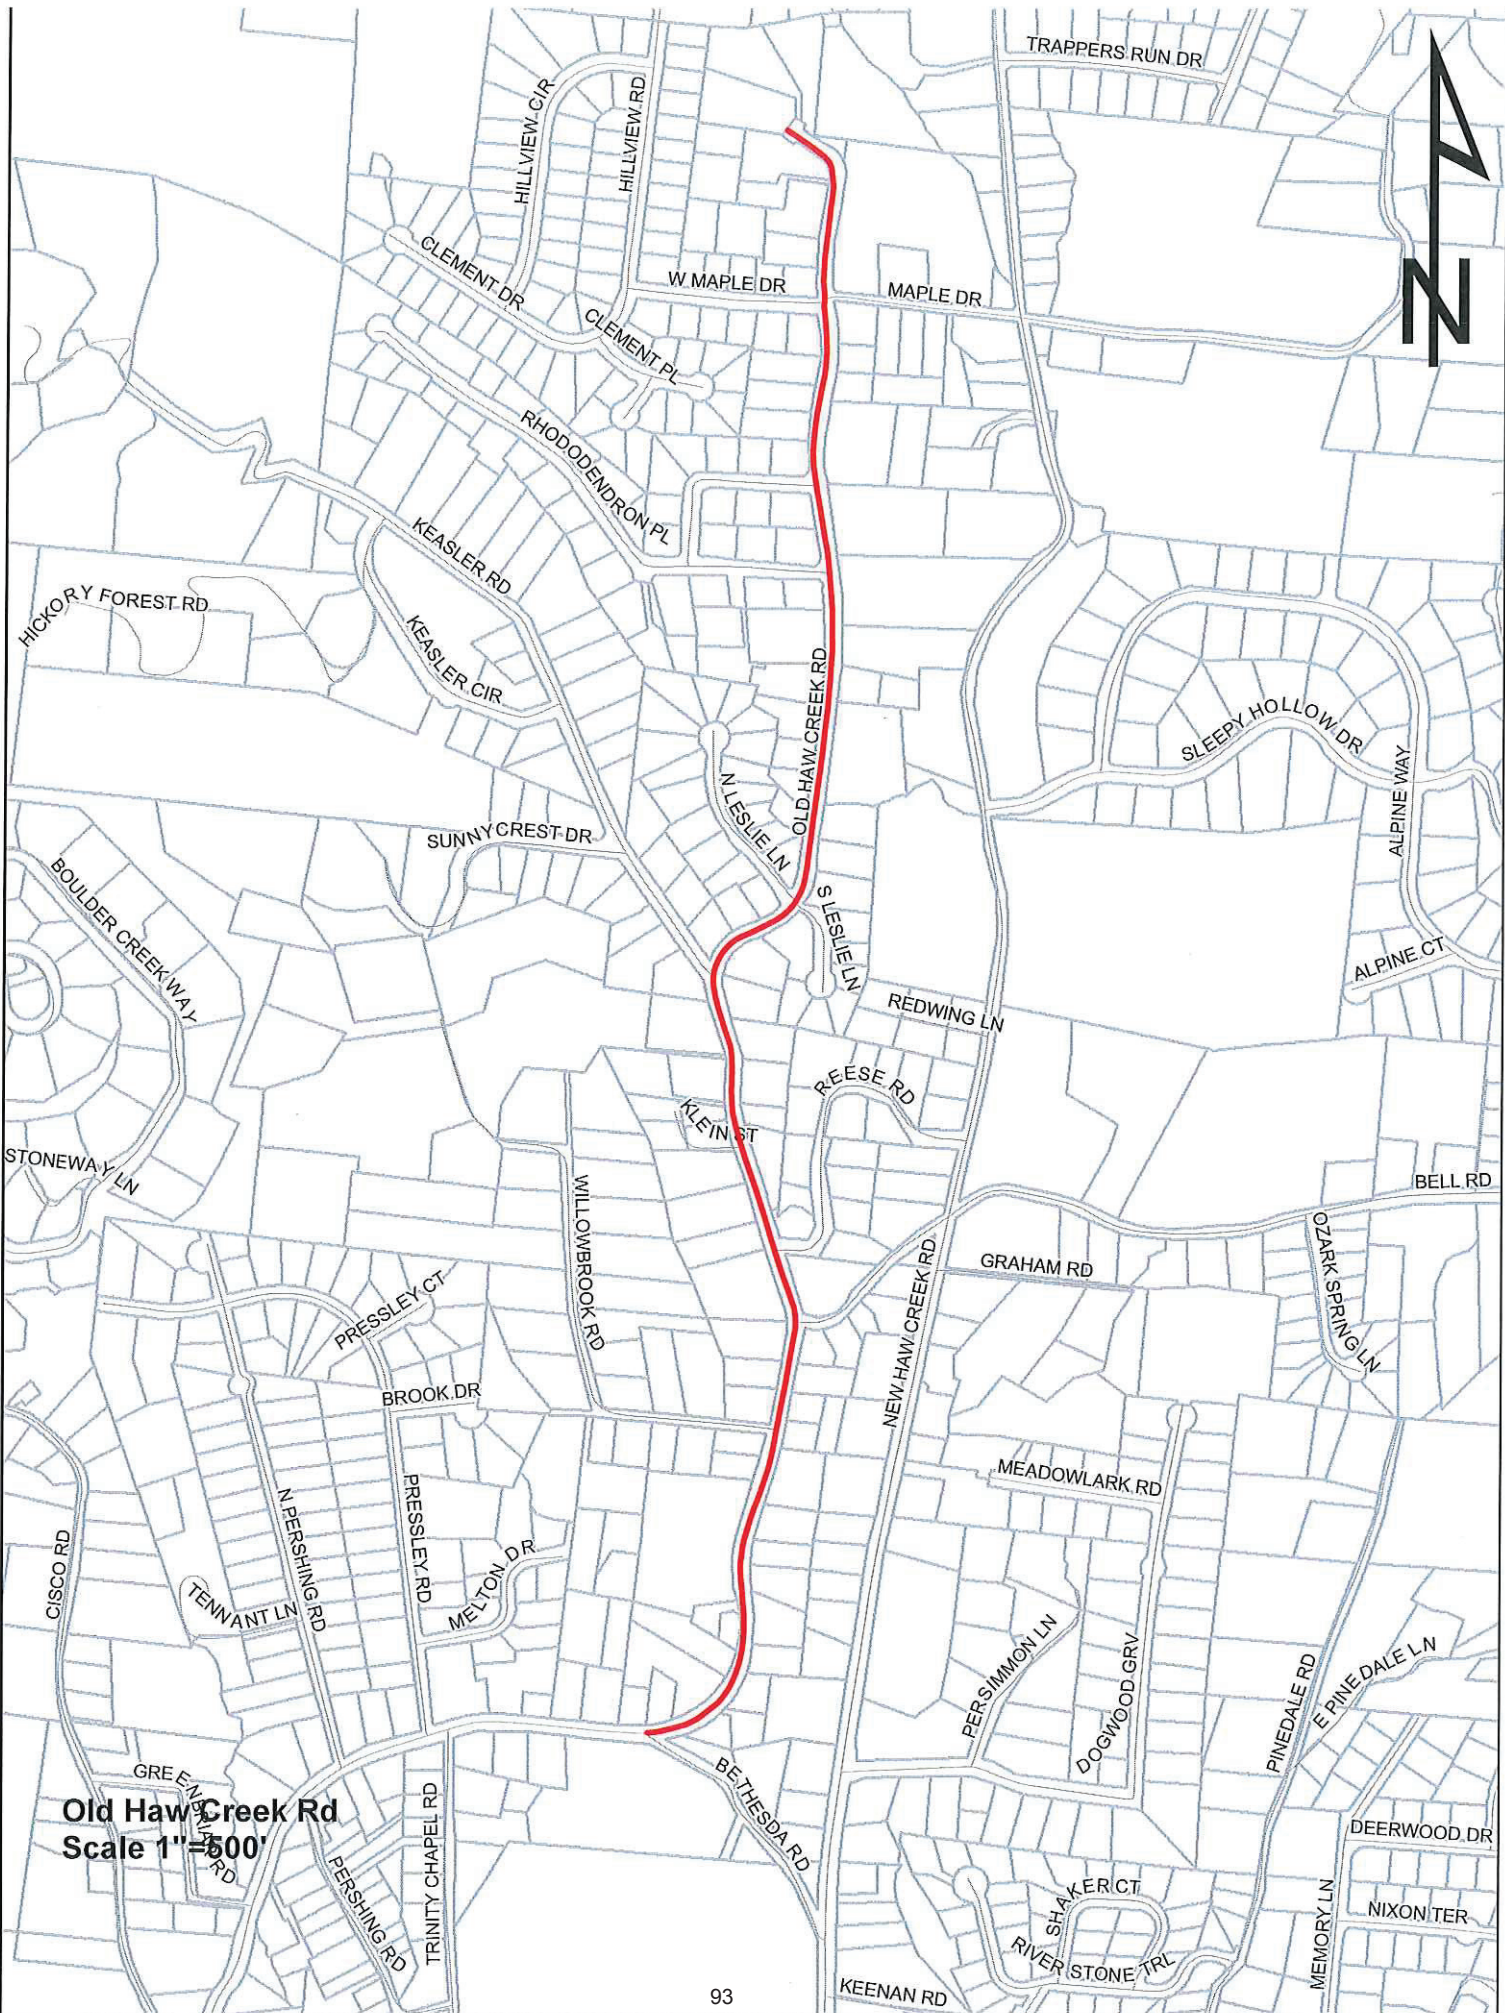 TRAPPERS RUN DR
HILLVIEW CIR
HILLVIEW RD
CLEMENT DR
W MAPLE DR
MAPLE DR
CLEMENT PL
N
RHODODENDRON PL
KEASLER RD
HICKORY FOREST RD
KEASLER CIR
OLD HAW CREEK RD
SLEEPY HOLLOW DR
ALPINE WAY
N LESLIE LN
SUNNYCREST DR
BOULDER CREEK WAY
S LESLIE LN
ALPINE CT
REDWING LN
REESE RD
KLEIN ST
STONEWAY LN
BELL RD
WILLOWBROOK RD
OZARK SPRING LN
GRAHAM RD
NEW HAW CREEK RD
PRESSLEY CT
BROOK DR
MEADOWLARK RD
N PERSHING RD
PRESSLEY RD
CISCO RD
MELTON DR
TENNANT LN
PERSIMMON LN
DOGWOOD GRV
PINEDALE RD
E PINEDALE LN
BETHESDA RD
GREENBRIAR RD
Old Haw Creek Rd
Scale 1"=500'
TRINITY CHAPEL RD
PERSHING RD
DEERWOOD DR
SHAKER CT
MEMORY LN
NIXON TER
RIVER STONE TRL
KEENAN RD
93